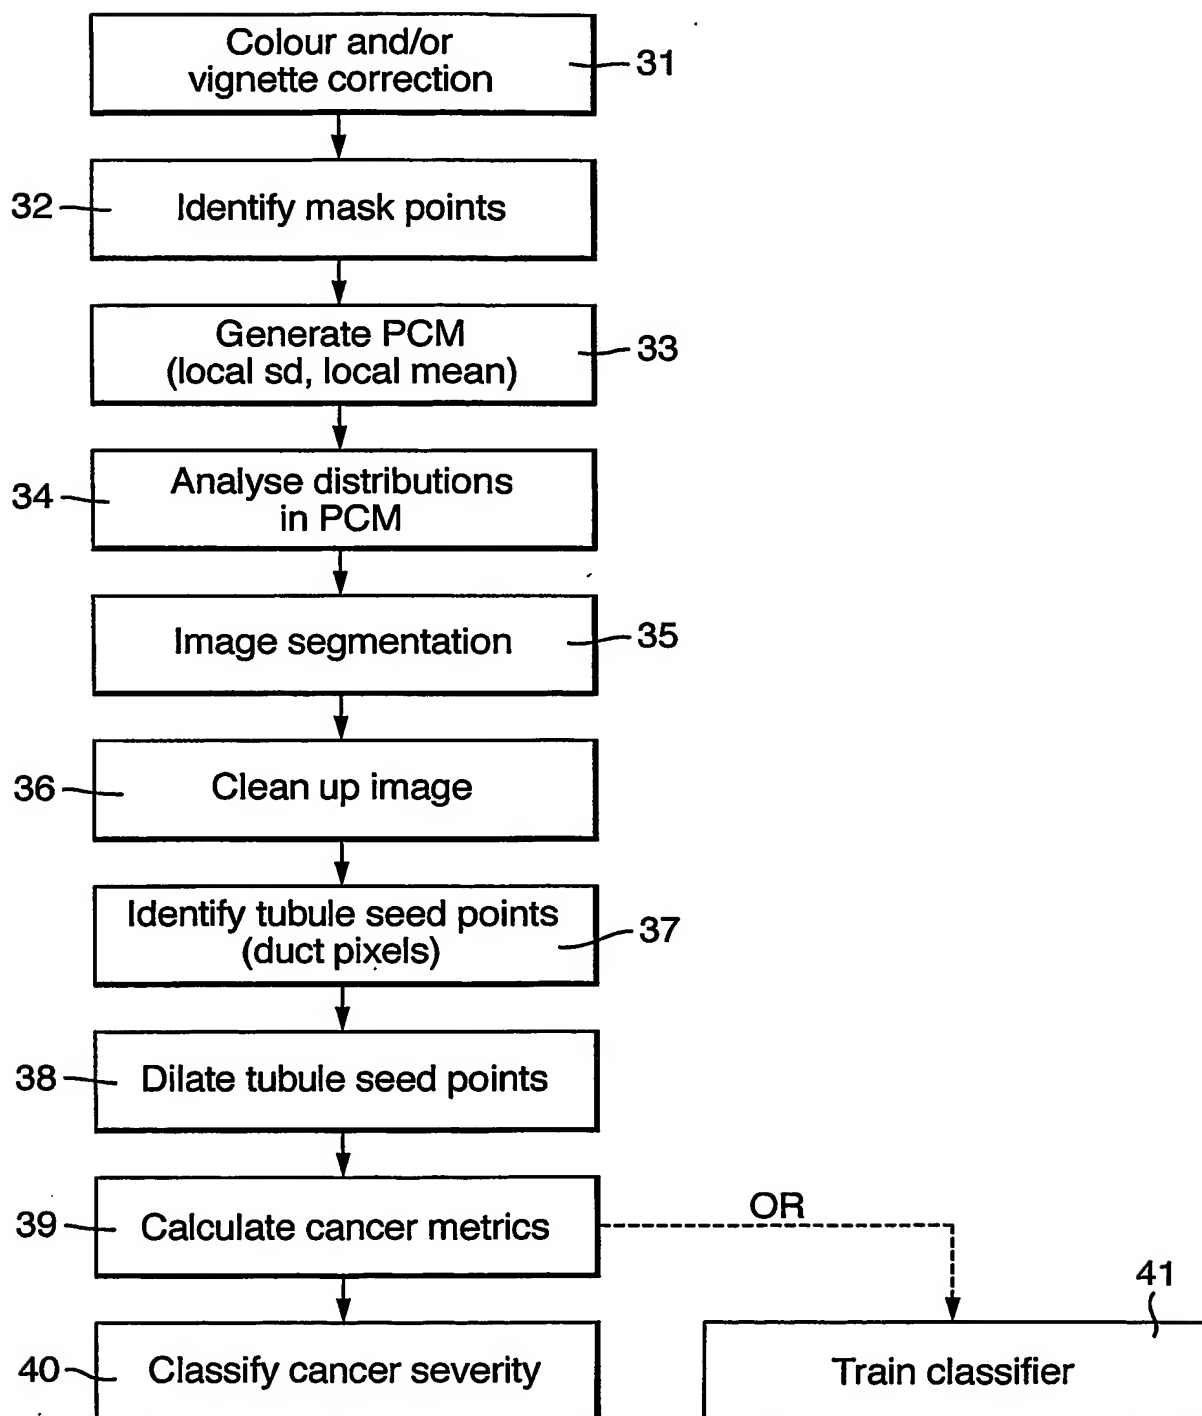 Colour and/or
vignette correction
31
32
Identify mask points
Generate PCM
(local sd, local mean)
33
34
Analyse distributions
in PCM
Image segmentation
35
36
Clean up image
Identify tubule seed points
(duct pixels)
37
38
Dilate tubule seed points
39
Calculate cancer metrics
OR
41
40
Classify cancer severity
Train classifier